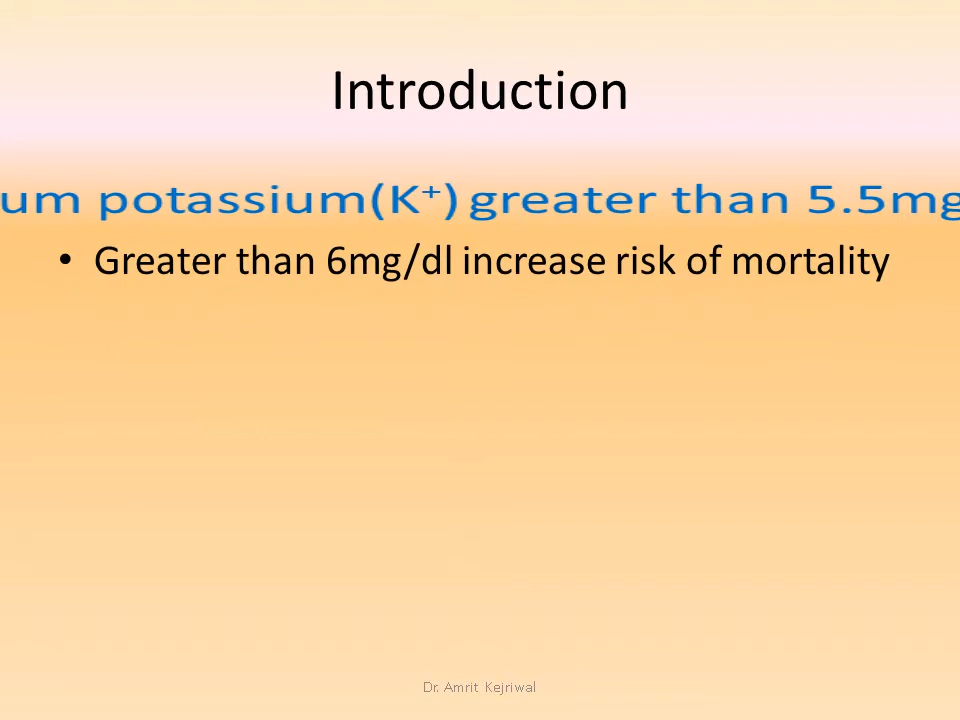 Introduction
um potassium(K⁺) greater than 5.5mg
• Greater than 6mg/dl increase risk of mortality
Dr. Amrit Kejriwal